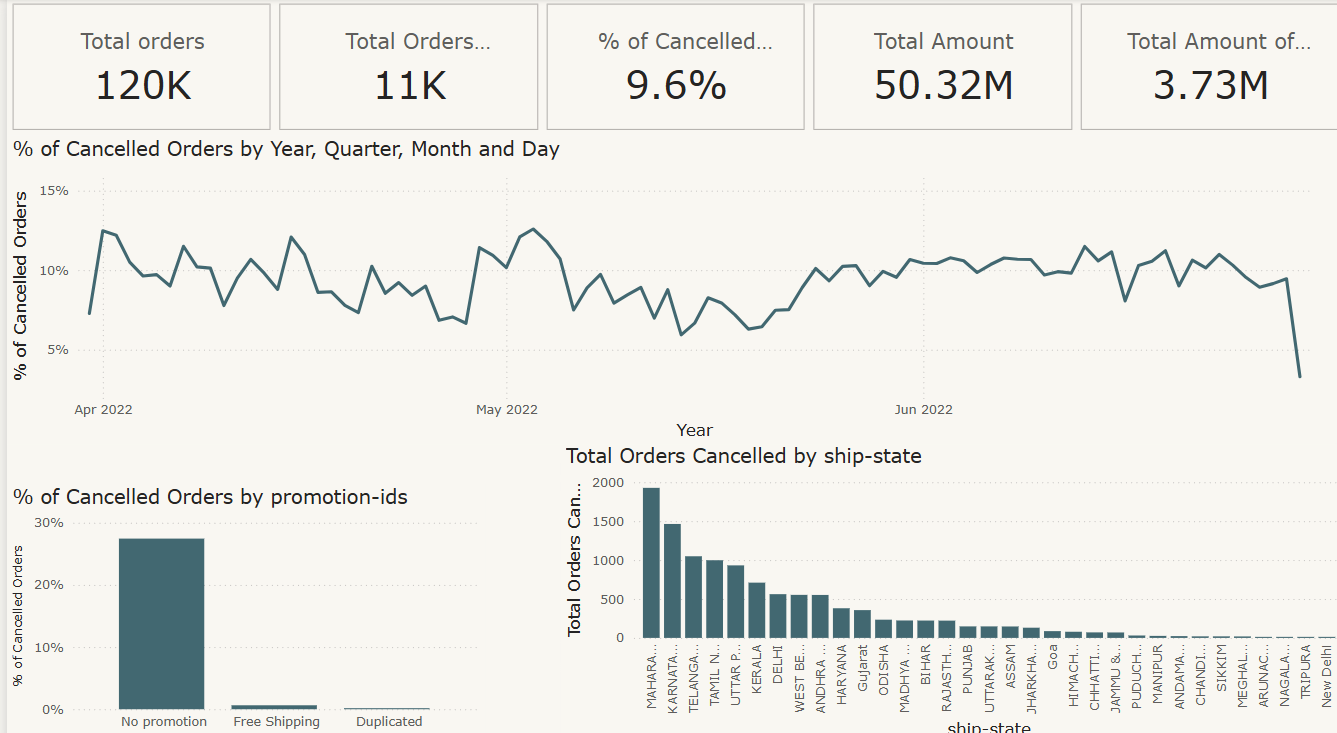 Total orders
120K
Total Orders...
11K
% of Cancelled...
9.6%
Total Amount
50.32M
Total Amount of...
3.73M
% of Cancelled Orders by Year, Quarter, Month and Day
% of Cancelled Orders
15%
10%
5%
Apr 2022
May 2022
Jun 2022
Year
% of Cancelled Orders by promotion-ids
% of Cancelled Orders
30%
20%
10%
0%
No promotion
Free Shipping
Duplicated
Total Orders Cancelled by ship-state
Total Orders Can...
2000
1500
1000
500
0
MAHARA...
KARNATA...
TELANGA...
TAMIL N...
UTTAR P...
KERALA
DELHI
WEST BE...
ANDHRA ...
HARYANA
Gujarat
ODISHA
MADHYA ...
BIHAR
RAJASTH...
PUNJAB
UTTARAK...
ASSAM
JHARKHA...
Goa
HIMACH...
CHHATTI...
JAMMU &...
PUDUCH...
MANIPUR
ANDAMA...
CHANDI...
SIKKIM
MEGHAL...
ARUNAC...
NAGALA...
TRIPURA
New Delhi
ship-state